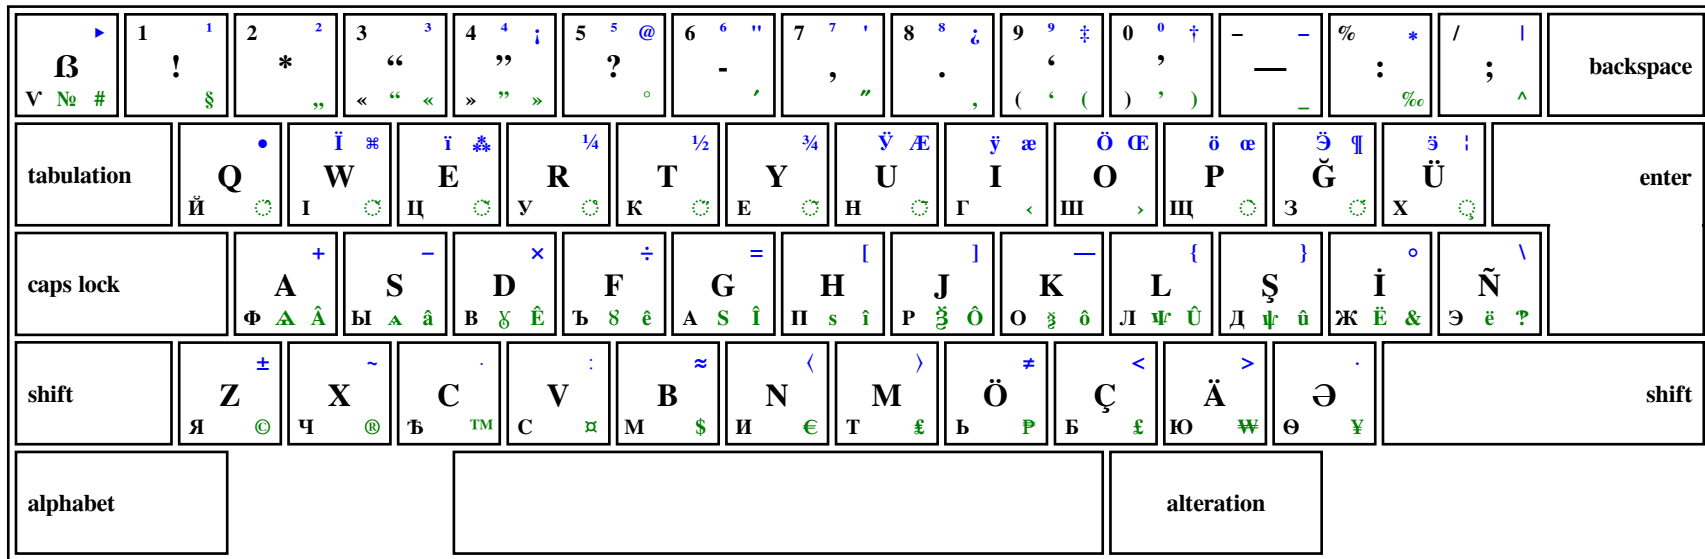 ▸ ẞ Ѵ № # 1 1 ! § 2 2 * „ 3 3 “ « “ « 4 4 ¡ ” » ” » 5 5 @ ? ° 6 6 " - ′ 7 7 ' , ″ 8 8 ¿ . , 9 9 ‡ ‘ ( ‘ ( 0 0 † ’ ) ’ ) – – — _ % * : ‰ / | ; ^ backspace
tabulation • Q Й Ï ⌘ W І ï ⁂ E Ц ¼ R У ½ T К ¾ Y Е Ÿ Æ U Н ÿ æ I Г ‹ Ö Œ O Ш › ö œ P Щ Ӭ ¶ Ğ З ӭ ¦ Ü Х enter
caps lock + A Ф Ѧ Â − S Ы ѧ â × D В Ȣ Ê ÷ F Ъ ȣ ê = G А Ѕ Î [ H П ѕ î ] J Р Ѯ Ô — K О ѯ ô { L Л Ѱ Û } Ş Д ѱ û ° İ Ж Ë & \ Ñ Э ë ‽
shift ± Z Я © ~ X Ч ® · C Ѣ ™ : V С ¤ ≈ B М $ ⟨ N И € ⟩ M Т ₤ ≠ Ö Ь ₱ < Ç Б £ > Ä Ю ₩ · Ə Ѳ ¥ shift
alphabet alteration